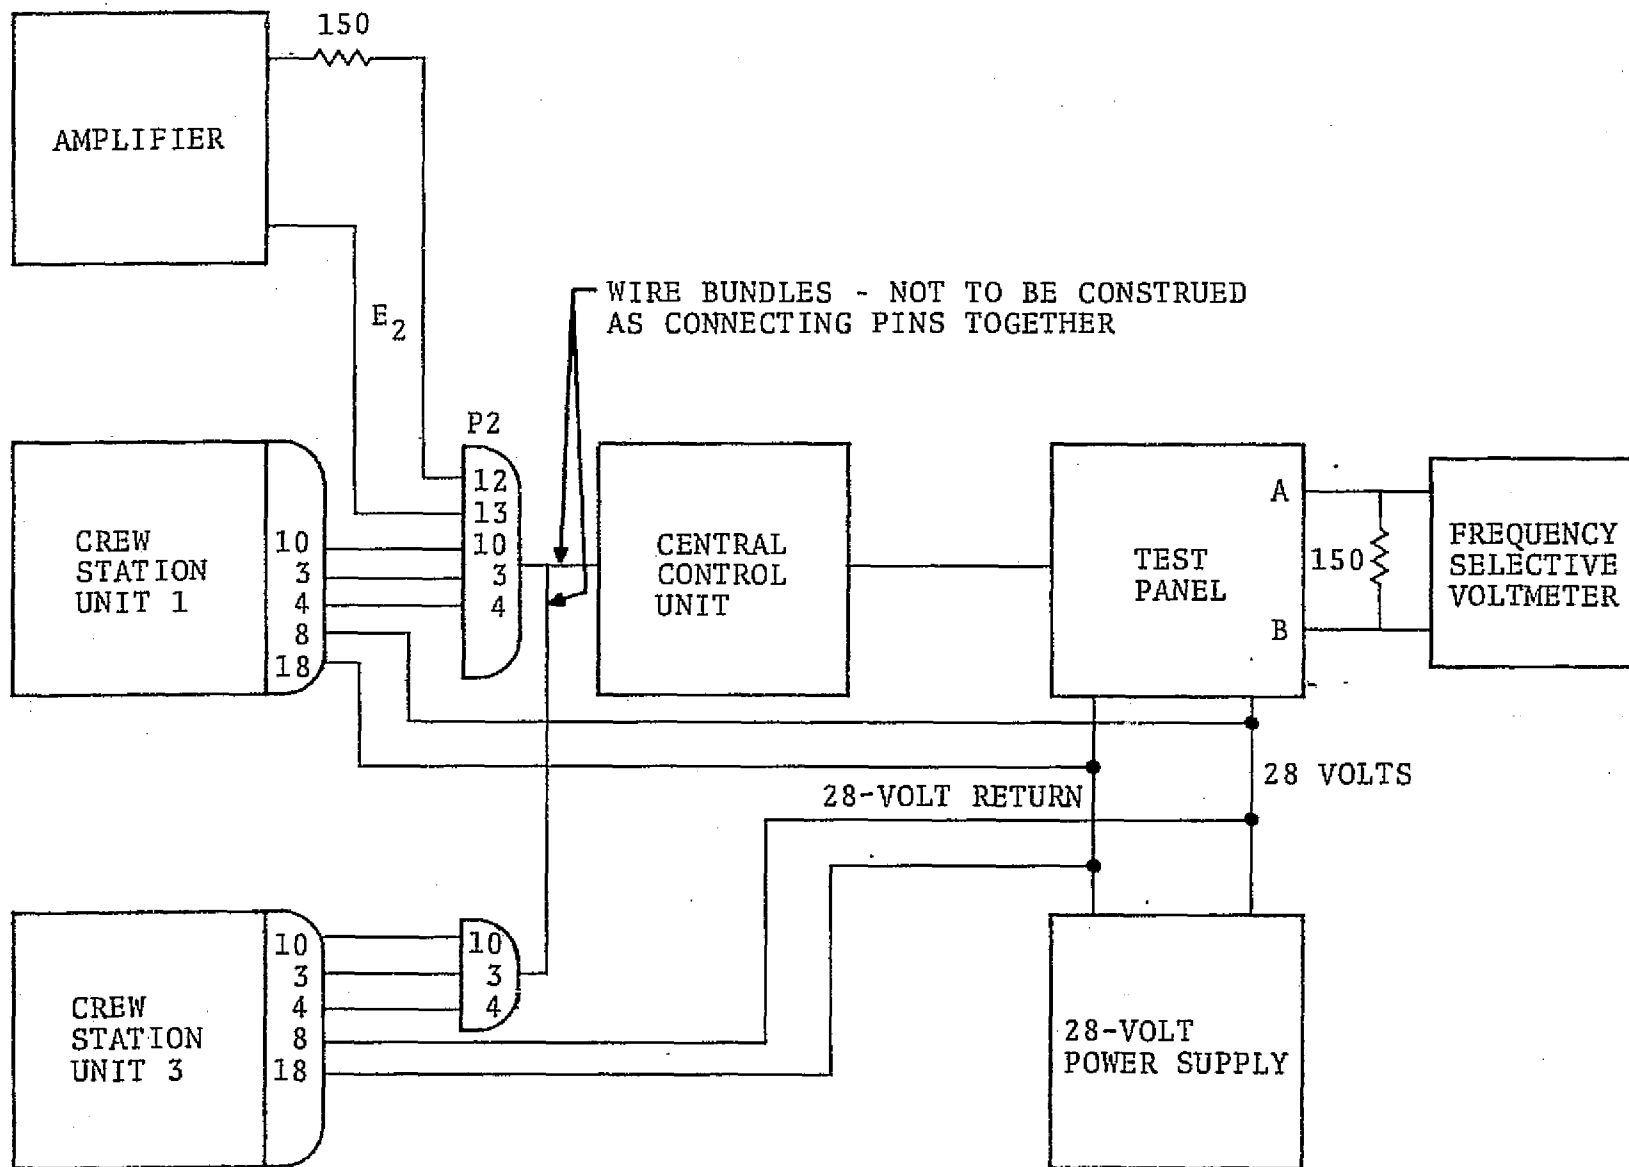 150
AMPLIFIER
E2
WIRE BUNDLES - NOT TO BE CONSTRUED
AS CONNECTING PINS TOGETHER
P2
12
13
10
3
4
CREW
STATION
UNIT 1
10
3
4
8
18
CENTRAL
CONTROL
UNIT
TEST
PANEL
A
B
150
FREQUENCY
SELECTIVE
VOLTMETER
28-VOLT RETURN
28 VOLTS
CREW
STATION
UNIT 3
10
3
4
8
18
10
3
4
28-VOLT
POWER SUPPLY